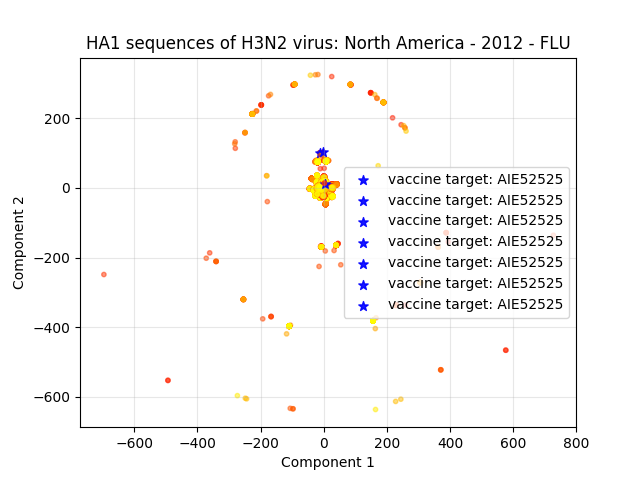 HA1 sequences of H3N2 virus: North America - 2012 - FLU
Component 2
200
0
−200
−400
−600
vaccine target: AIE52525
vaccine target: AIE52525
vaccine target: AIE52525
vaccine target: AIE52525
vaccine target: AIE52525
vaccine target: AIE52525
vaccine target: AIE52525
−600 −400 −200 0 200 400 600 800
Component 1